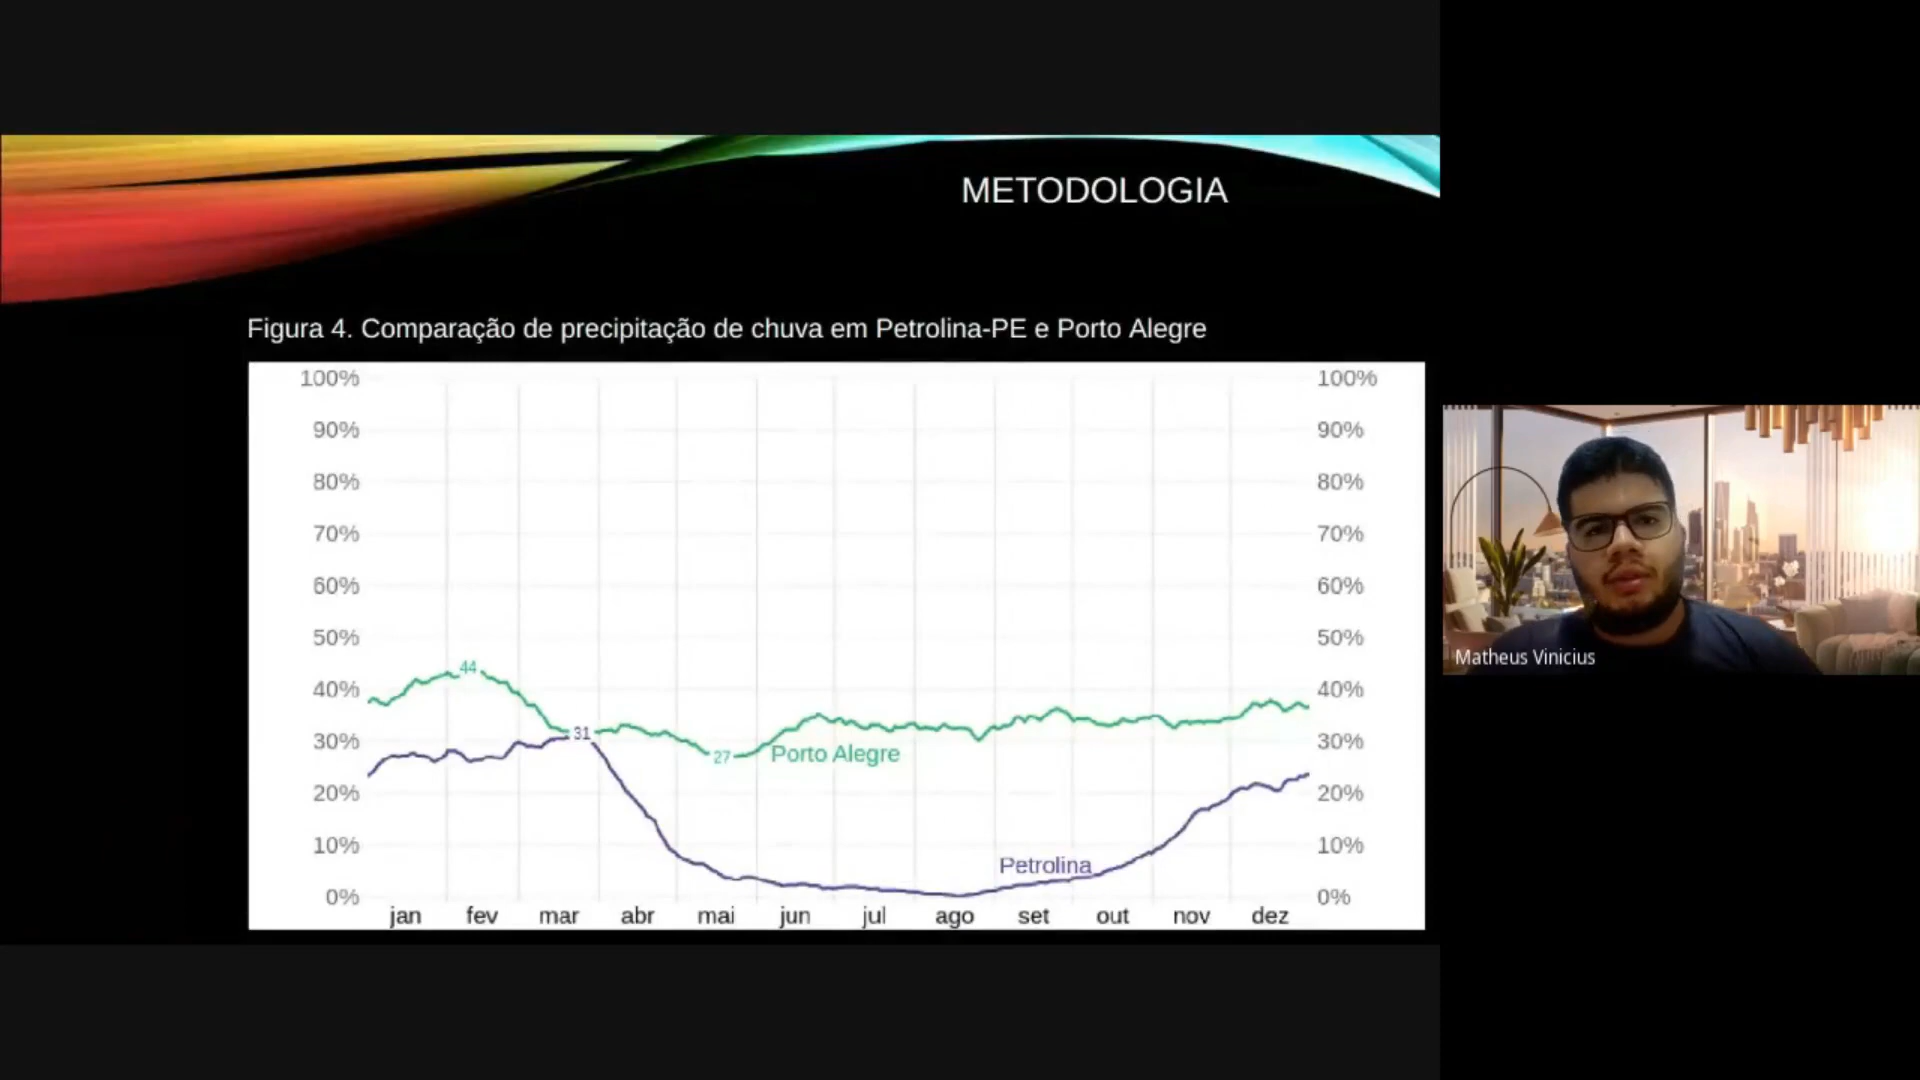 METODOLOGIA
Figura 4. Comparação de precipitação de chuva em Petrolina-PE e Porto Alegre
100% 100%
90% 90%
80% 80%
70% 70%
60% 60%
50% 50%
44
40% 40%
31
30% 30%
27 Porto Alegre
20% 20%
10% 10%
Petrolina
0% 0%
jan fev mar abr mai jun jul ago set out nov dez
Matheus Vinicius